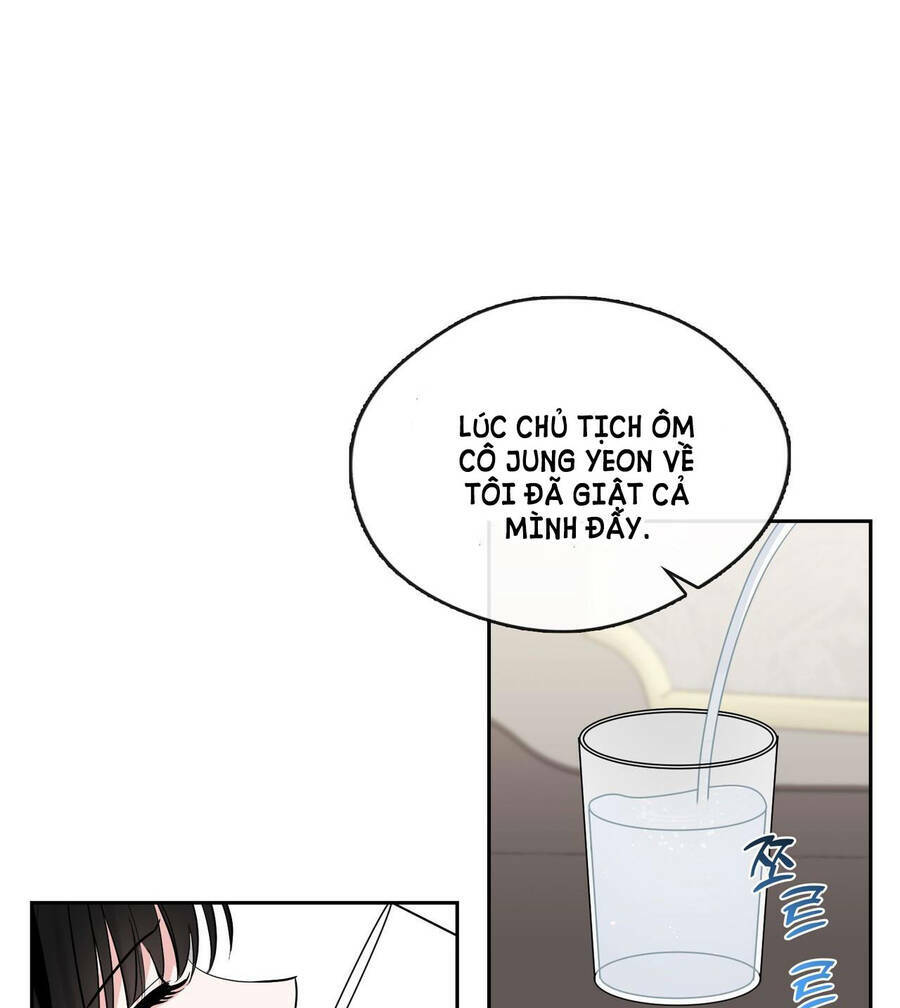 LÚC CHỦ TỊCH ÔM
CÔ JUNG YEON VỀ
TÔI ĐÃ GIẬT CẢ
MÌNH ĐẤY.
쪼
르
르